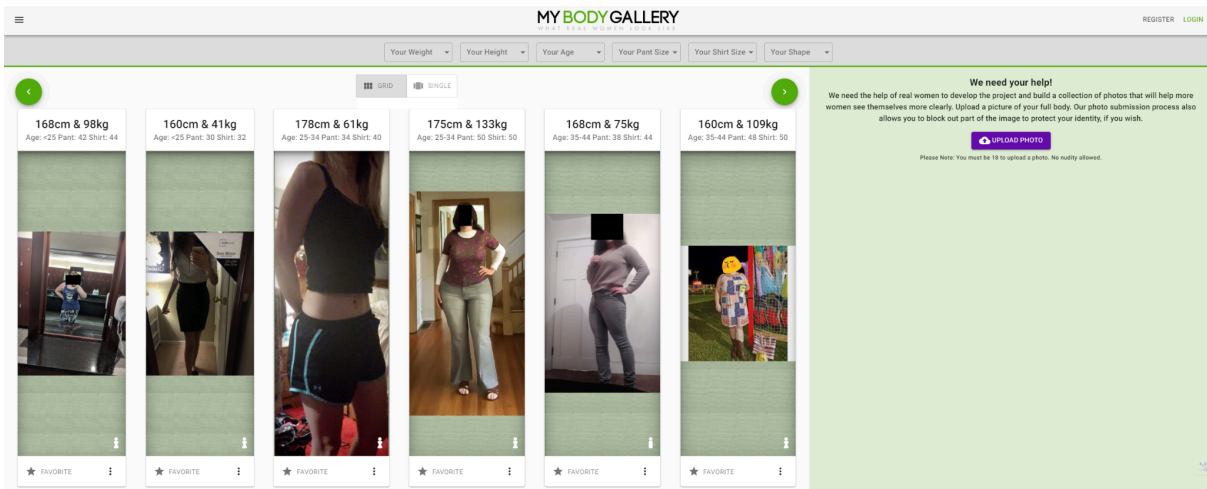 MY BODY GALLERY
WHAT REAL WOMEN LOOK LIKE
REGISTER LOGIN
Your Weight Your Height Your Age Your Pant Size Your Shirt Size Your Shape
GRID SINGLE
168cm & 98kg
Age: <25 Pant: 42 Shirt: 44
FAVORITE
160cm & 41kg
Age: <25 Pant: 30 Shirt: 32
FAVORITE
178cm & 61kg
Age: 25-34 Pant: 34 Shirt: 40
FAVORITE
175cm & 133kg
Age: 25-34 Pant: 50 Shirt: 50
FAVORITE
168cm & 75kg
Age: 35-44 Pant: 38 Shirt: 44
FAVORITE
160cm & 109kg
Age: 35-44 Pant: 48 Shirt: 50
FAVORITE
We need your help!
We need the help of real women to develop the project and build a collection of photos that will help more
women see themselves more clearly. Upload a picture of your full body. Our photo submission process also
allows you to block out part of the image to protect your identity, if you wish.
UPLOAD PHOTO
Please Note: You must be 18 to upload a photo. No nudity allowed.